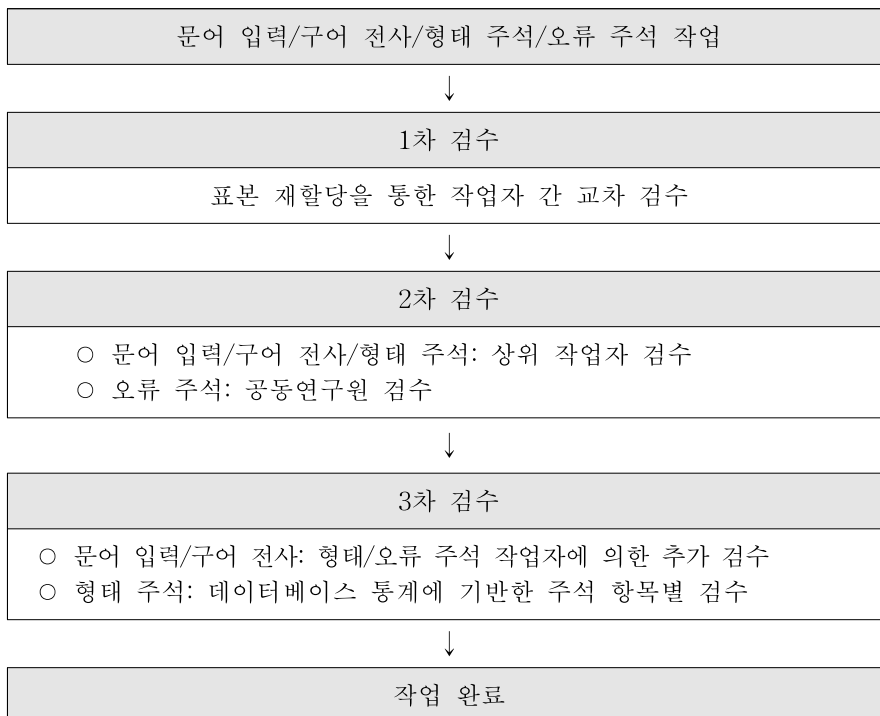 문어 입력/구어 전사/형태 주석/오류 주석 작업
↓
1차 검수
표본 재할당을 통한 작업자 간 교차 검수
↓
2차 검수
○ 문어 입력/구어 전사/형태 주석: 상위 작업자 검수
○ 오류 주석: 공동연구원 검수
↓
3차 검수
○ 문어 입력/구어 전사: 형태/오류 주석 작업자에 의한 추가 검수
○ 형태 주석: 데이터베이스 통계에 기반한 주석 항목별 검수
↓
작업 완료